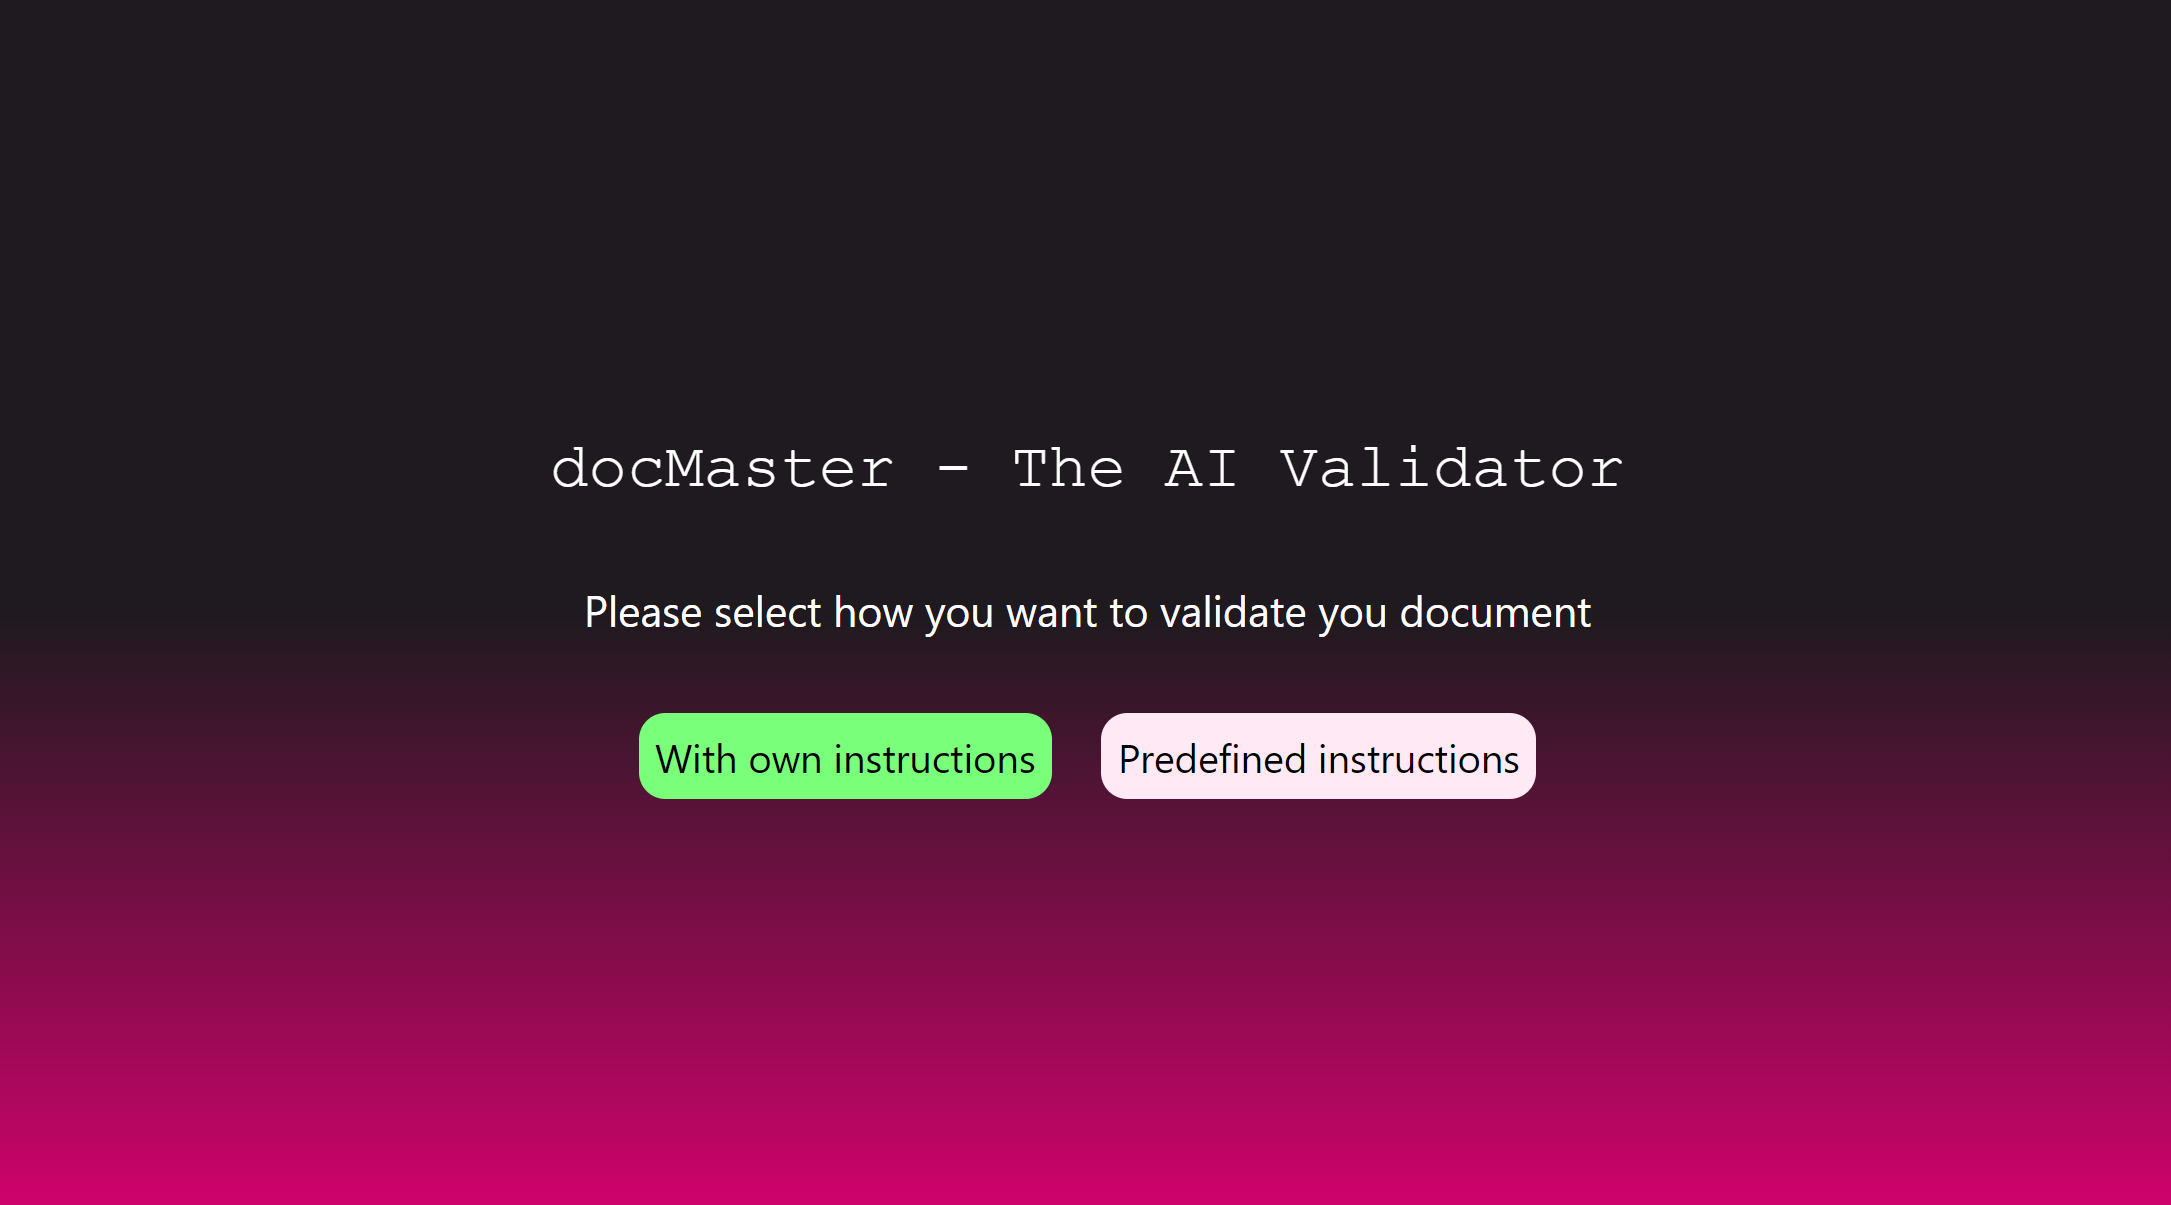 docMaster - The AI Validator
Please select how you want to validate you document
With own instructions
Predefined instructions